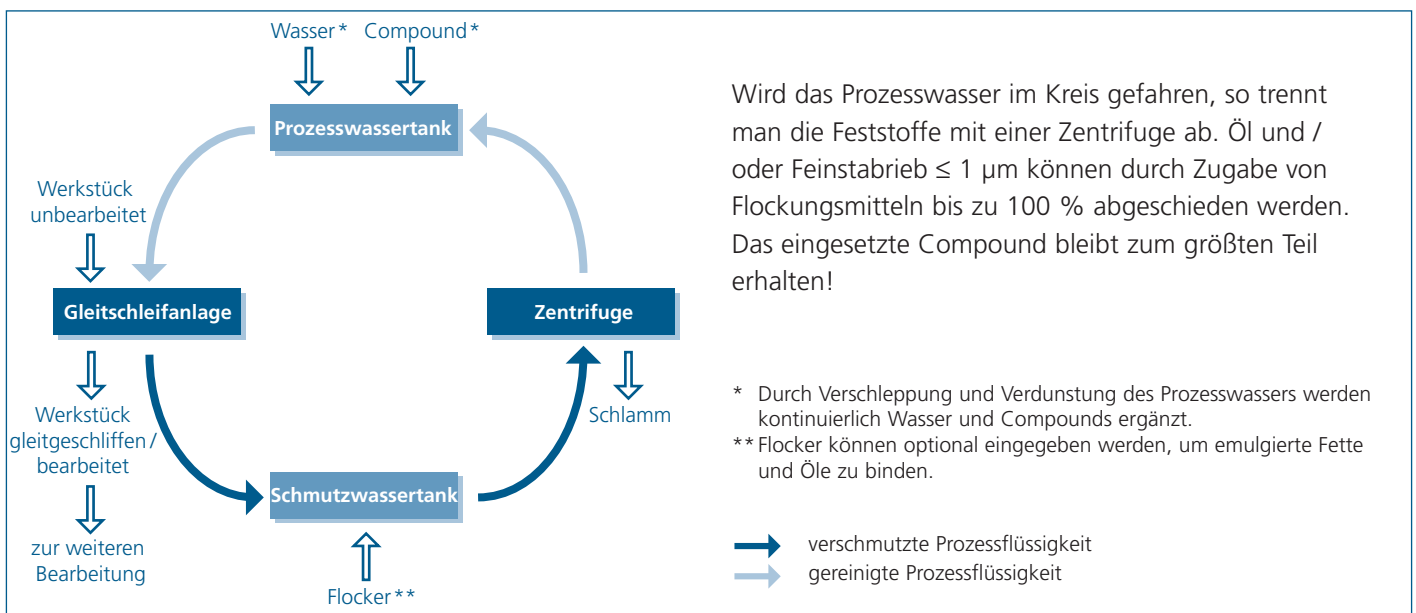 Wasser* Compound*
Prozesswassertank
Werkstück
unbearbeitet
Gleitschleifanlage
Zentrifuge
Werkstück
gleitgeschliffen /
bearbeitet
Schlamm
Schmutzwassertank
zur weiteren
Bearbeitung
Flocker**
Wird das Prozesswasser im Kreis gefahren, so trennt
man die Feststoffe mit einer Zentrifuge ab. Öl und /
oder Feinstabrieb ≤ 1 µm können durch Zugabe von
Flockungsmitteln bis zu 100 % abgeschieden werden.
Das eingesetzte Compound bleibt zum größten Teil
erhalten!
* Durch Verschleppung und Verdunstung des Prozesswassers werden
kontinuierlich Wasser und Compounds ergänzt.
** Flocker können optional eingegeben werden, um emulgierte Fette
und Öle zu binden.
verschmutzte Prozessflüssigkeit
gereinigte Prozessflüssigkeit